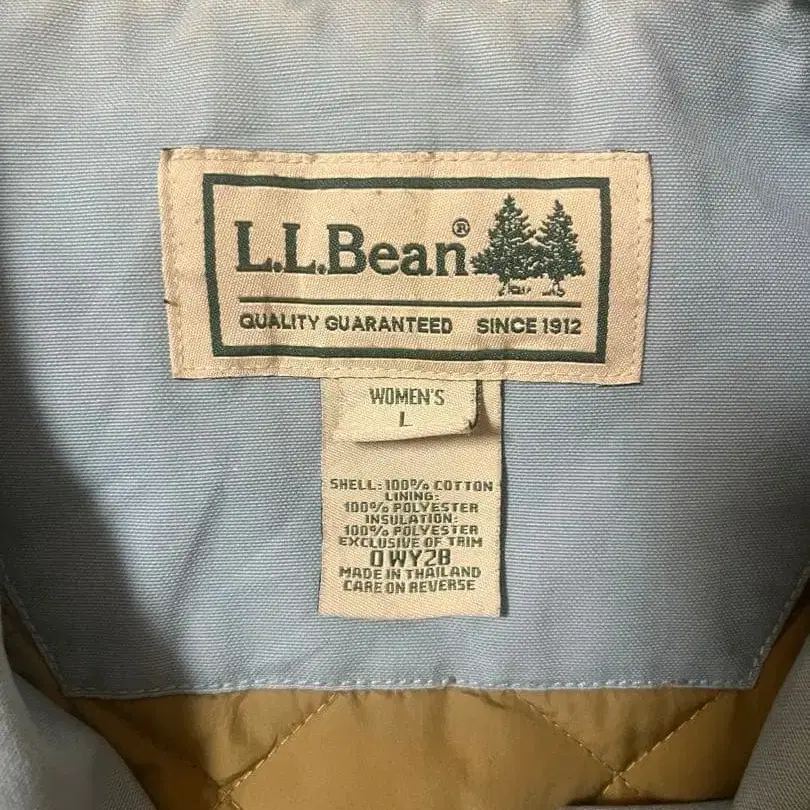 L.L.Bean®
QUALITY GUARANTEED SINCE 1912
WOMEN'S
L
SHELL: 100% COTTON
LINING:
100% POLYESTER
INSULATION:
100% POLYESTER
EXCLUSIVE OF TRIM
0WY28
MADE IN THAILAND
CARE ON REVERSE